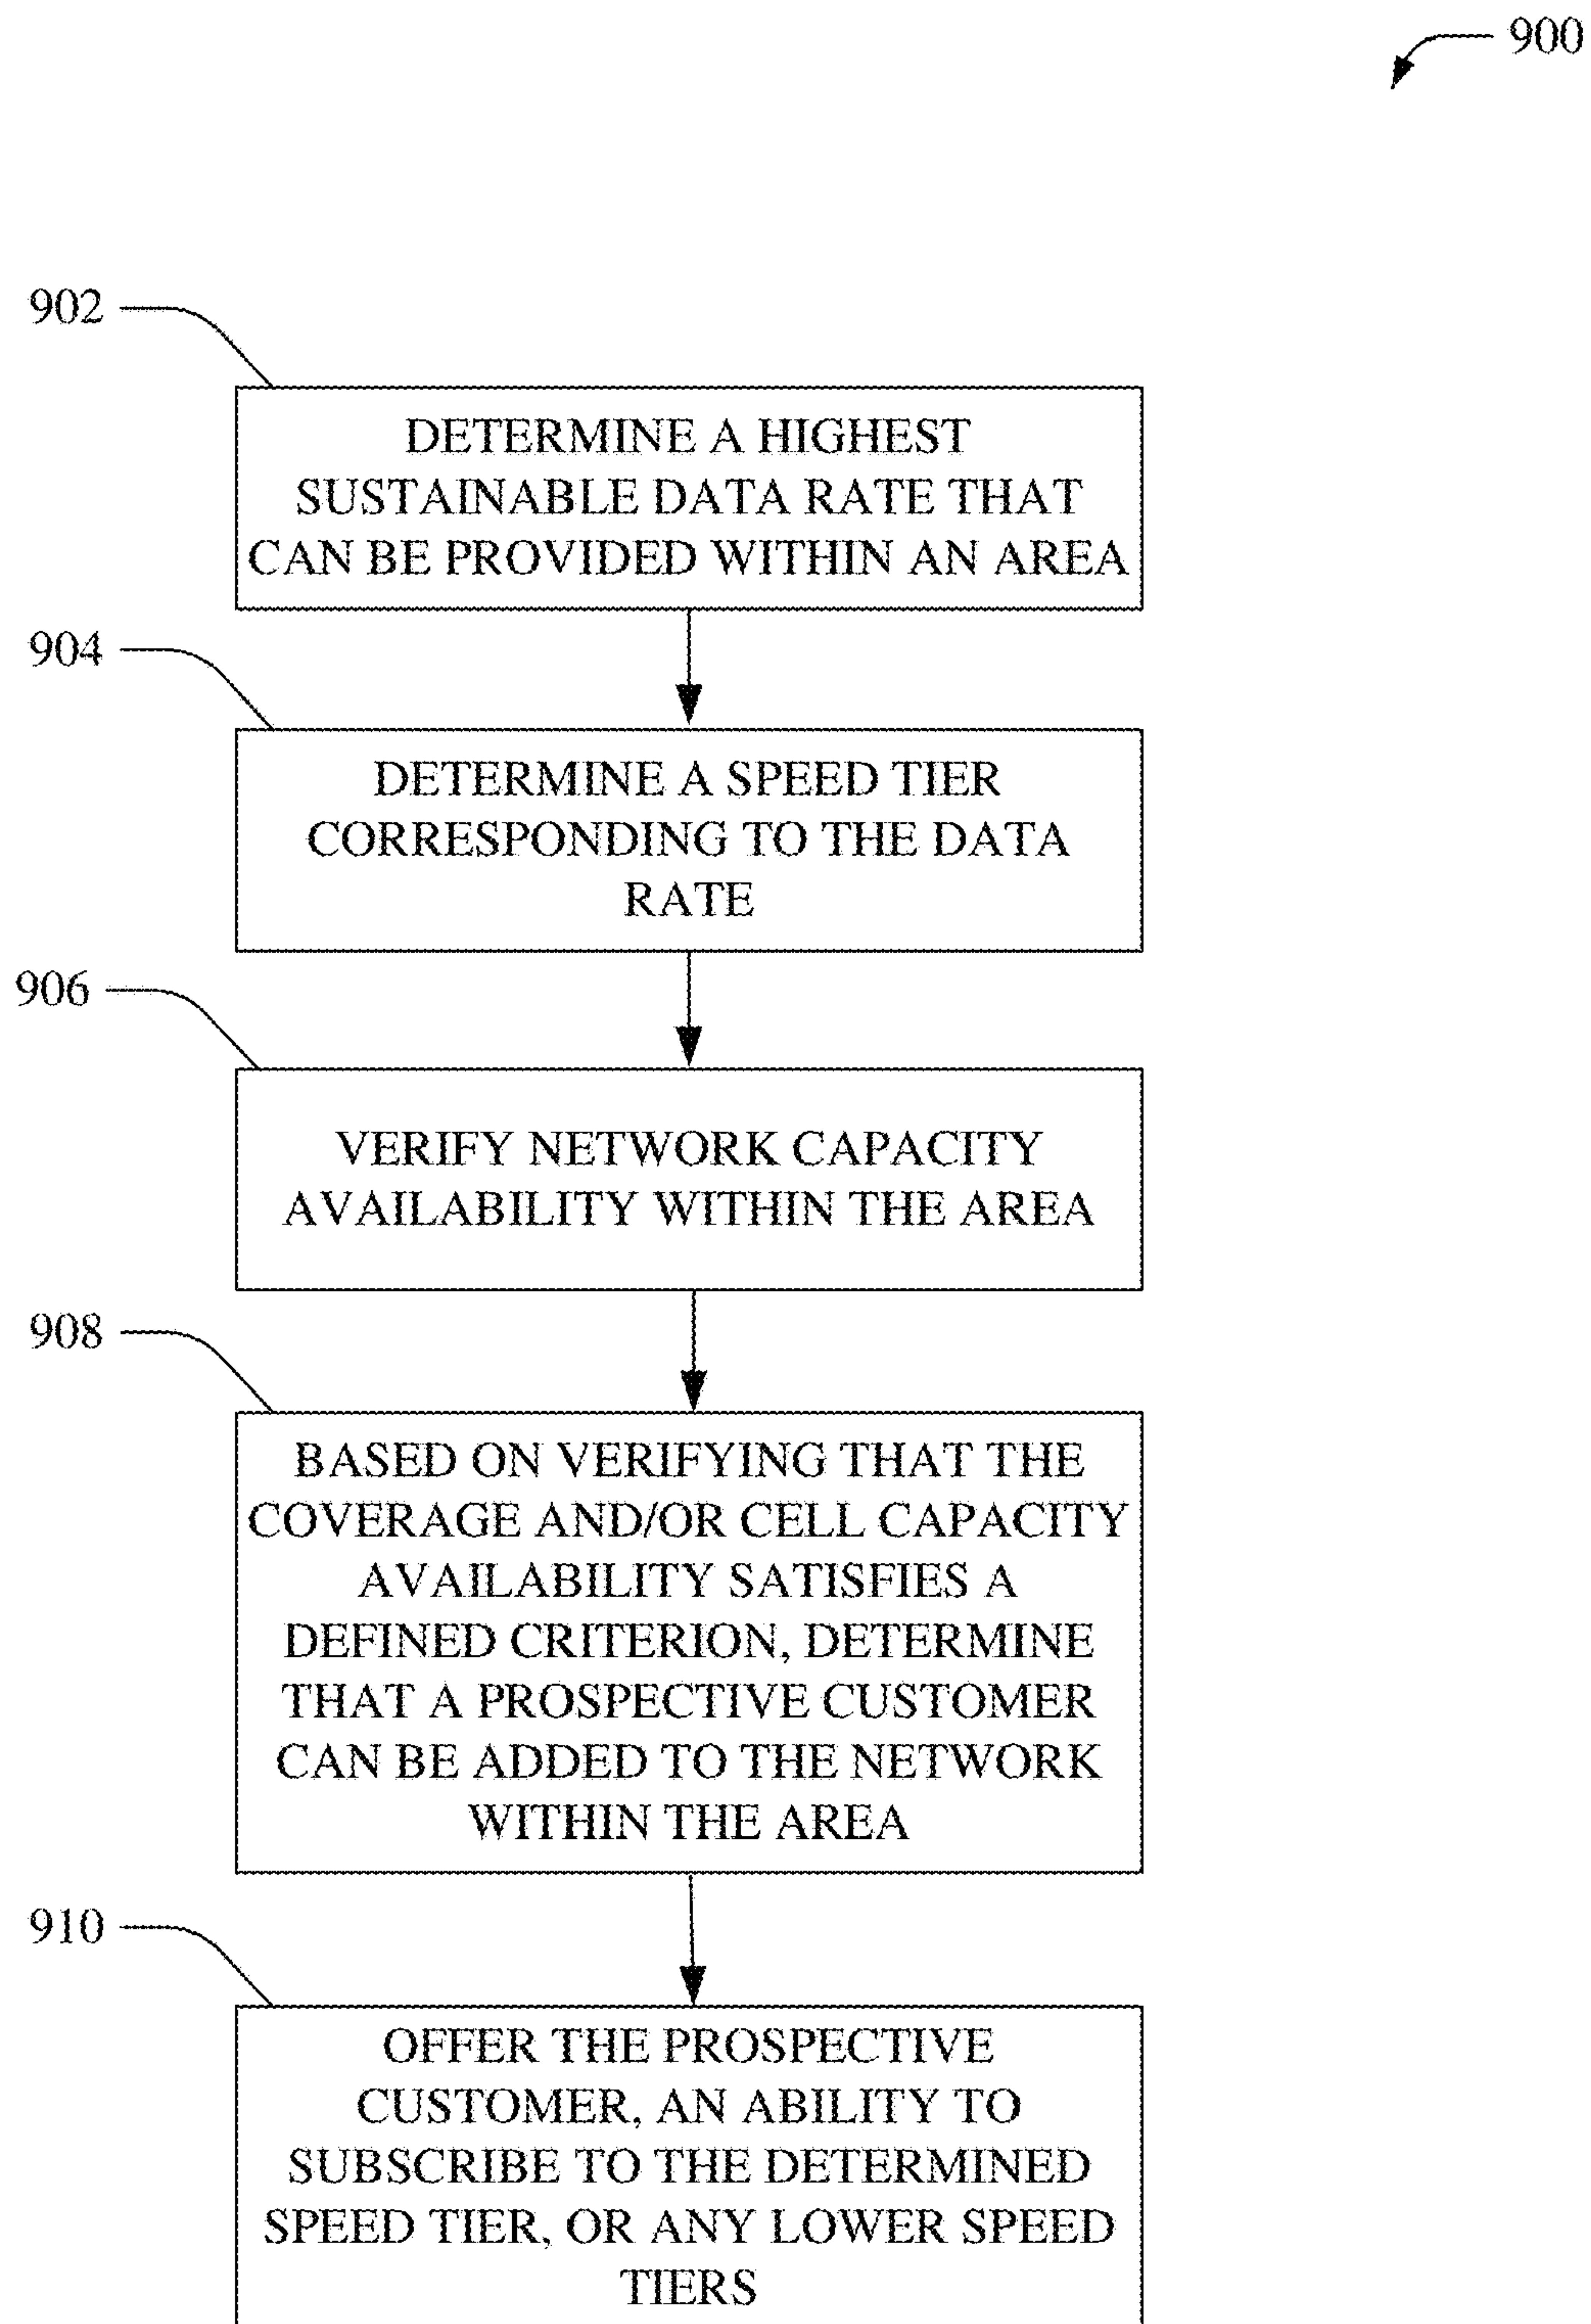 900
902
DETERMINE A HIGHEST
SUSTAINABLE DATA RATE THAT
CAN BE PROVIDED WITHIN AN AREA
904
DETERMINE A SPEED TIER
CORRESPONDING TO THE DATA
RATE
906
VERIFY NETWORK CAPACITY
AVAILABILITY WITHIN THE AREA
908
BASED ON VERIFYING THAT THE
COVERAGE AND/OR CELL CAPACITY
AVAILABILITY SATISFIES A
DEFINED CRITERION, DETERMINE
THAT A PROSPECTIVE CUSTOMER
CAN BE ADDED TO THE NETWORK
WITHIN THE AREA
910
OFFER THE PROSPECTIVE
CUSTOMER, AN ABILITY TO
SUBSCRIBE TO THE DETERMINED
SPEED TIER, OR ANY LOWER SPEED
TIERS